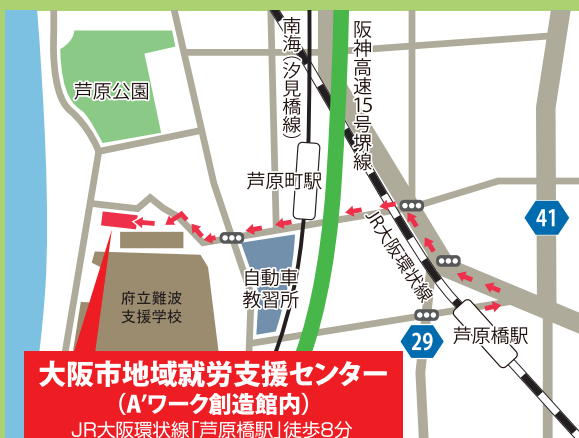 南海(汐見橋線)
阪神高速15号堺線
芦原公園
芦原町駅
JR大阪環状線
41
自動車
教習所
府立難波
支援学校
29
芦原橋駅
大阪市地域就労支援センター
(A'ワーク創造館内)
JR大阪環状線「芦原橋駅」徒歩8分